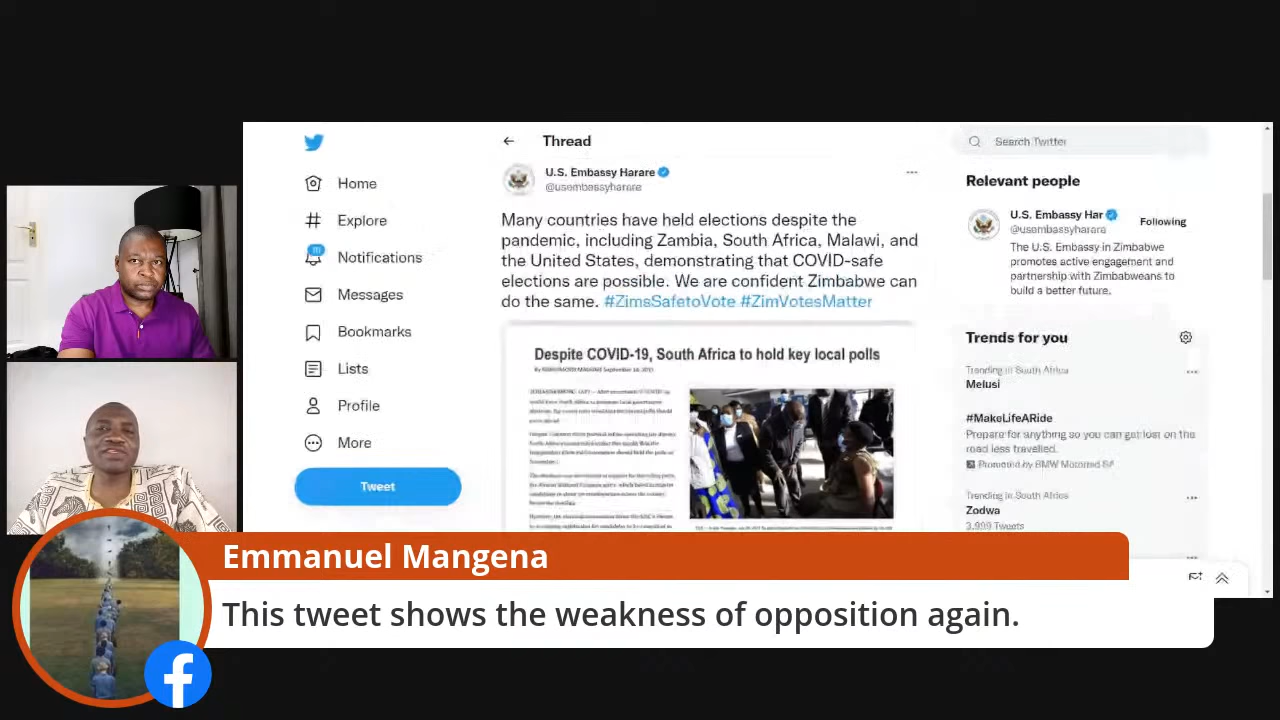 Home
Explore
Notifications
Messages
Bookmarks
Lists
Profile
More
Tweet
Thread
U.S. Embassy Harare
@usembassyharare
Many countries have held elections despite the
pandemic, including Zambia, South Africa, Malawi, and
the United States, demonstrating that COVID-safe
elections are possible. We are confident Zimbabwe can
do the same. #ZimsSafetoVote #ZimVotesMatter
Despite COVID-19, South Africa to hold key local polls
Search Twitter
Relevant people
U.S. Embassy Har
Following
@usembassyharare
The U.S. Embassy in Zimbabwe
promotes active engagement and
partnership with Zimbabweans to
build a better future.
Trends for you
Trending in South Africa
Melusi
#MakeLifeARide
Prepare for anything so you can get lost on the
road less travelled.
Promoted by BMW Motorrad SA
Trending in South Africa
Zodwa
3,999 Tweets
Emmanuel Mangena
This tweet shows the weakness of opposition again.